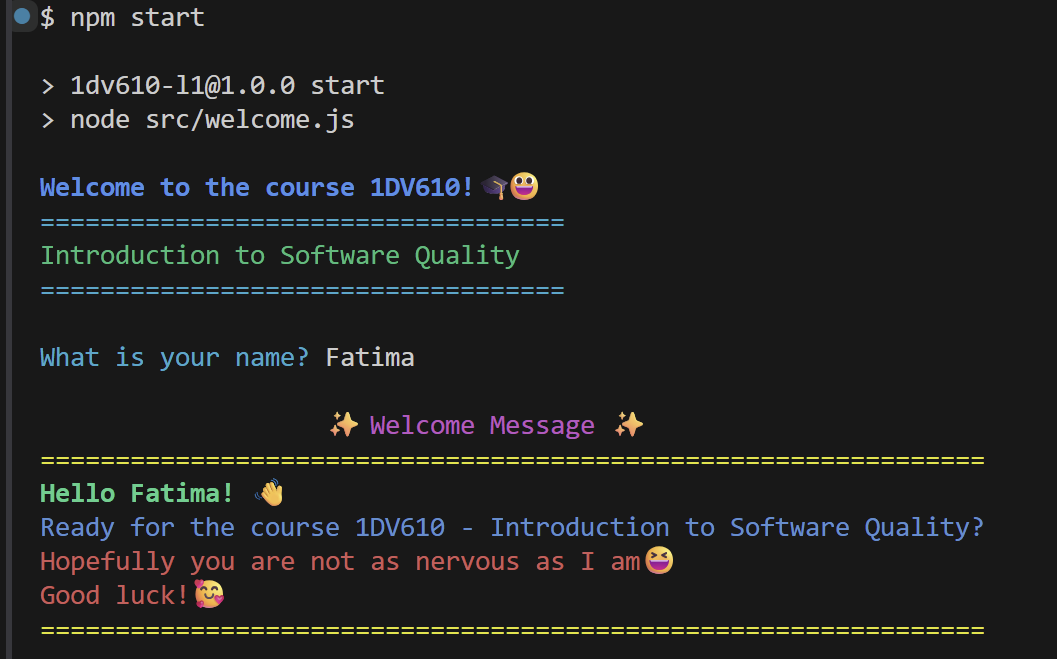 $ npm start
> 1dv610-l1@1.0.0 start
> node src/welcome.js
Welcome to the course 1DV610! 🎓😃
===================================
Introduction to Software Quality
===================================
What is your name? Fatima
✨ Welcome Message ✨
===============================================================
Hello Fatima! 👋
Ready for the course 1DV610 - Introduction to Software Quality?
Hopefully you are not as nervous as I am😆
Good luck!🥰
===============================================================